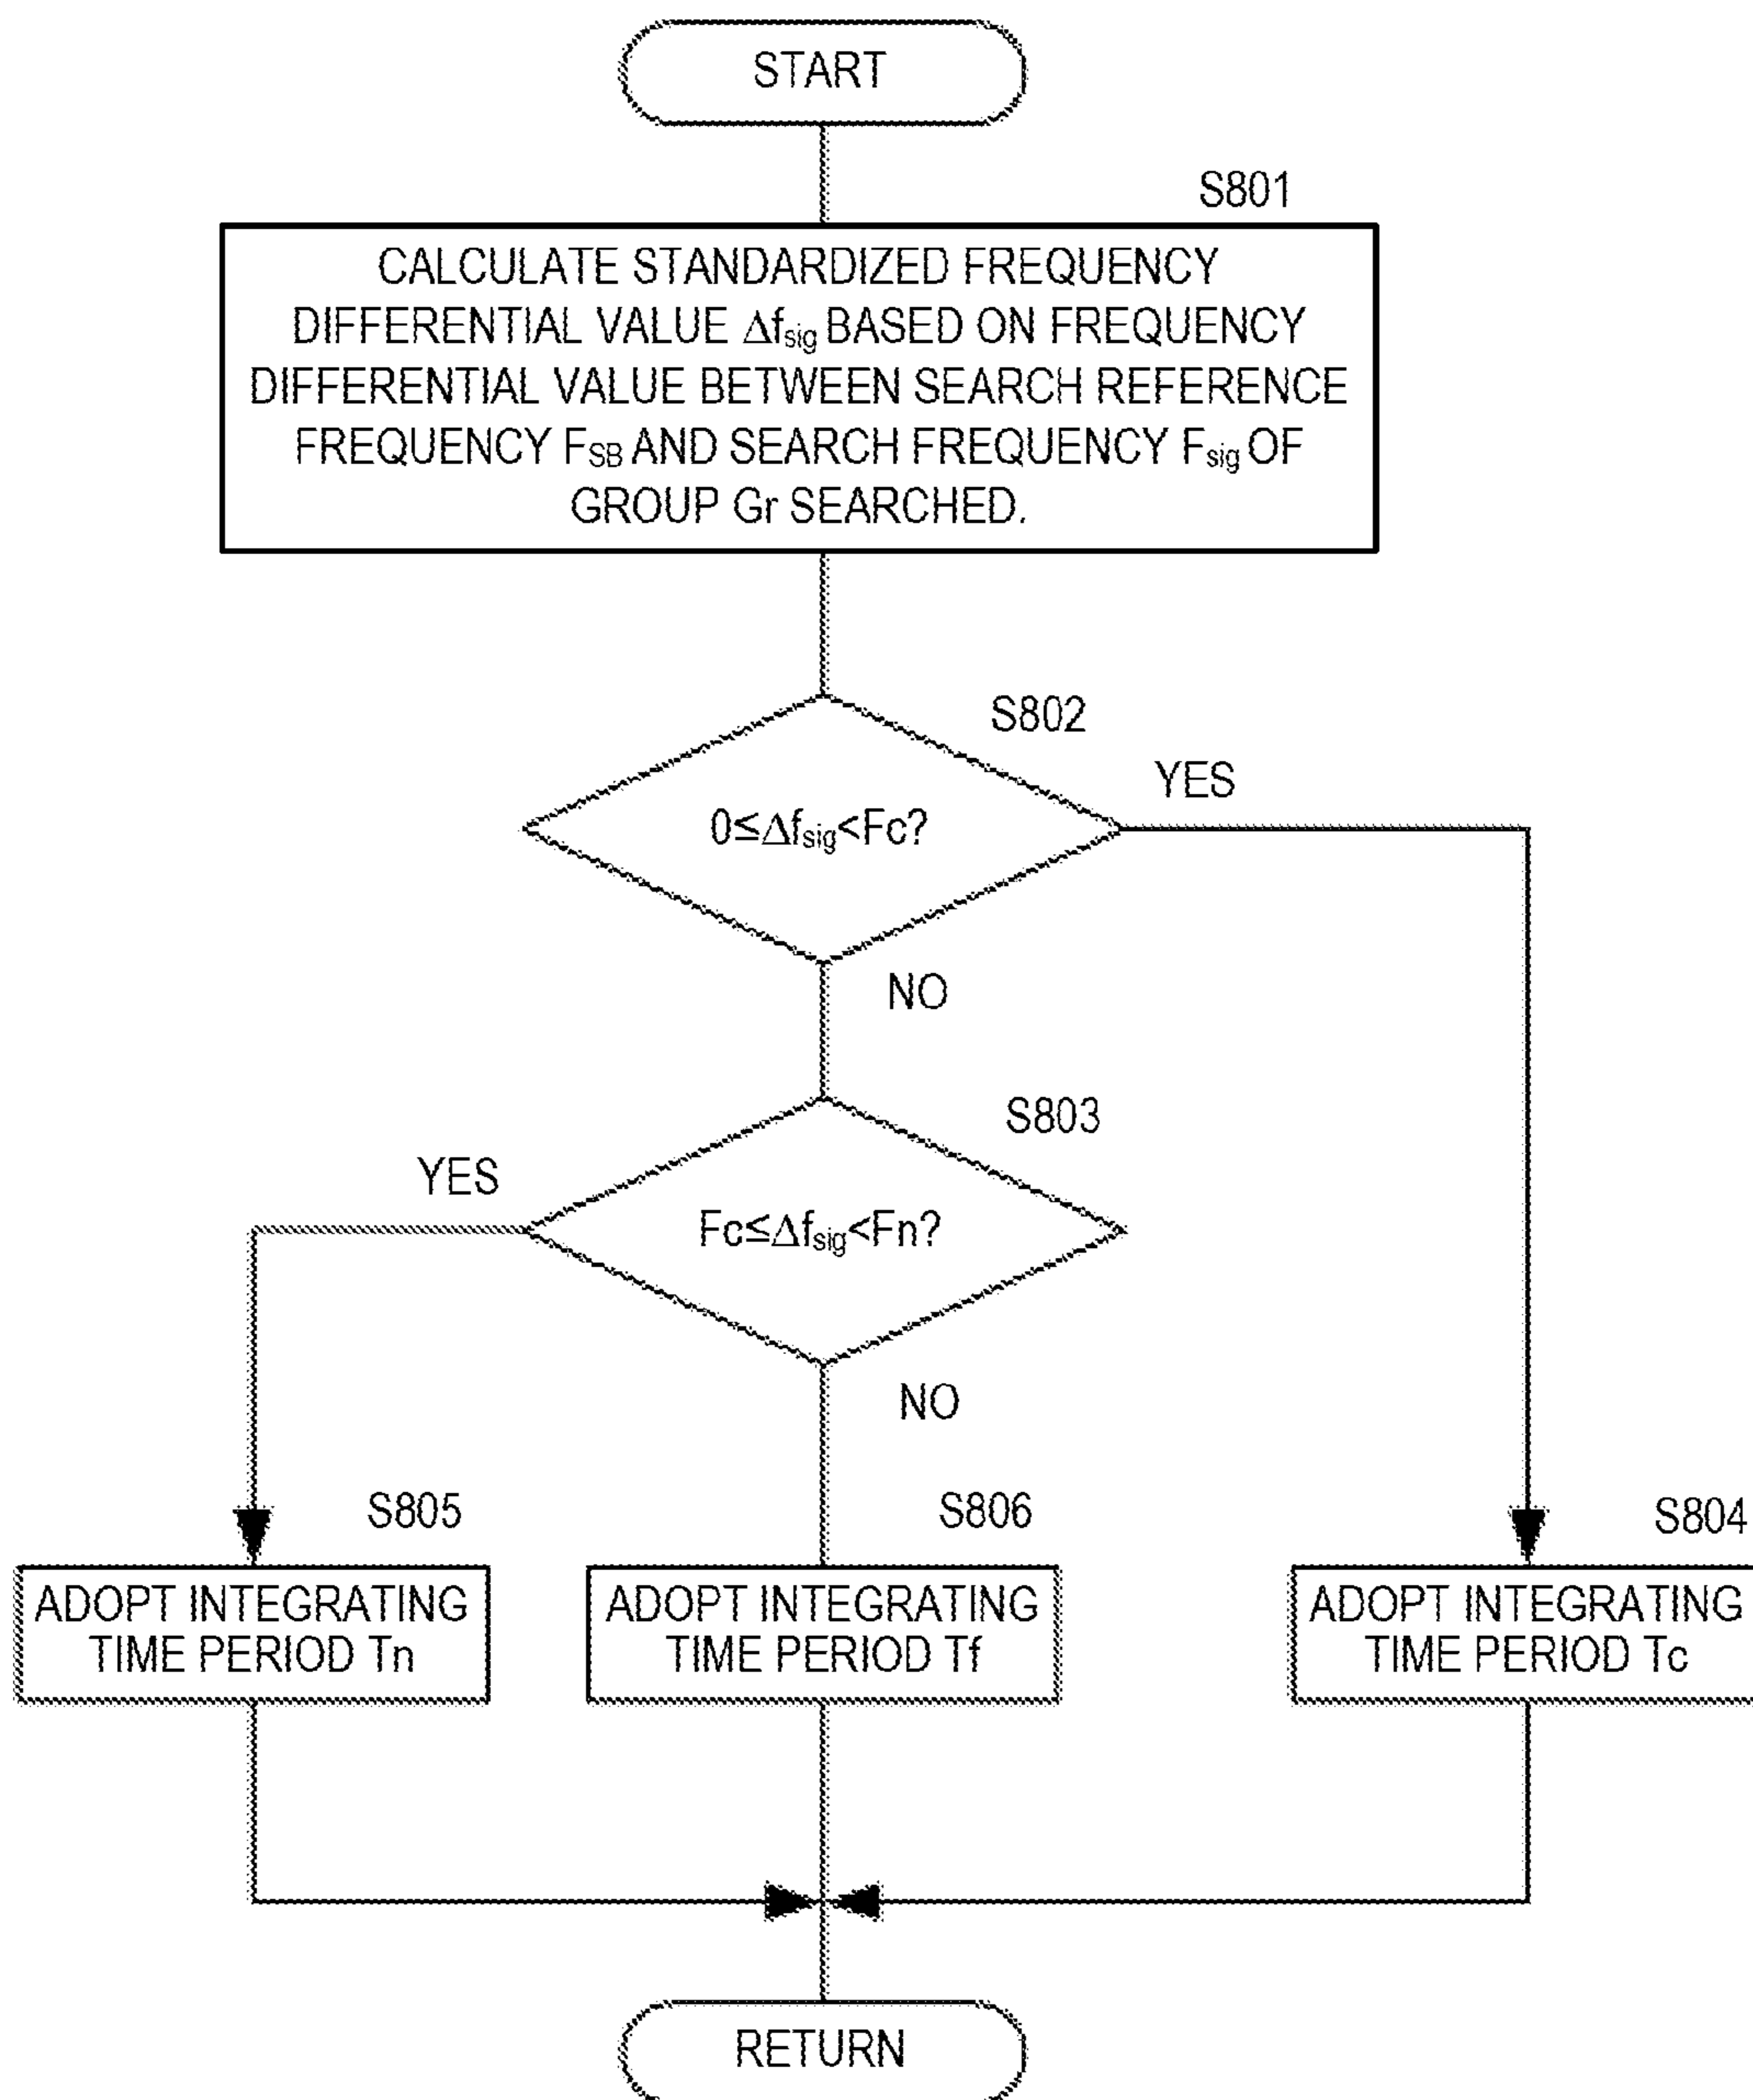 START
S801
CALCULATE STANDARDIZED FREQUENCY
DIFFERENTIAL VALUE Δfsig BASED ON FREQUENCY
DIFFERENTIAL VALUE BETWEEN SEARCH REFERENCE
FREQUENCY FSB AND SEARCH FREQUENCY Fsig OF
GROUP Gr SEARCHED.
S802
YES
0≤Δfsig<Fc?
NO
S803
YES
Fc≤Δfsig<Fn?
NO
S805
S806
S804
ADOPT INTEGRATING
TIME PERIOD Tn
ADOPT INTEGRATING
TIME PERIOD Tf
ADOPT INTEGRATING
TIME PERIOD Tc
RETURN